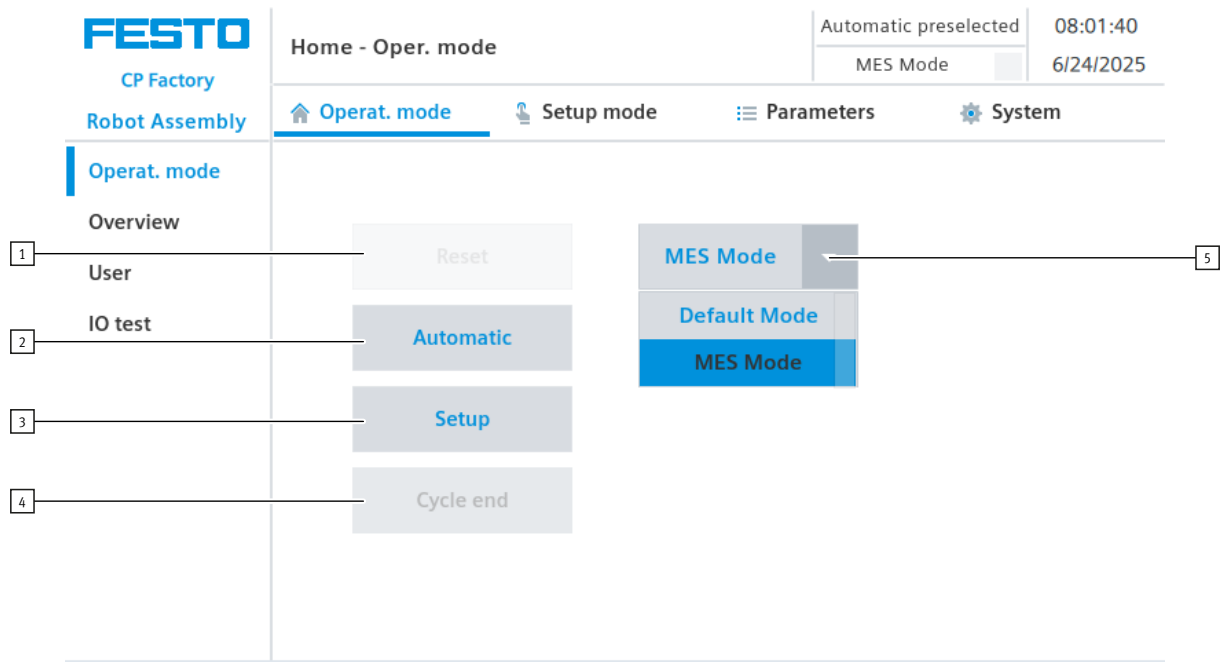 FESTO
CP Factory
Robot Assembly
Home - Oper. mode
Automatic preselected
MES Mode
08:01:40
6/24/2025
Operat. mode
Setup mode
Parameters
System
Operat. mode
Overview
User
IO test
1
Reset
2
Automatic
3
Setup
4
Cycle end
MES Mode
5
Default Mode
MES Mode